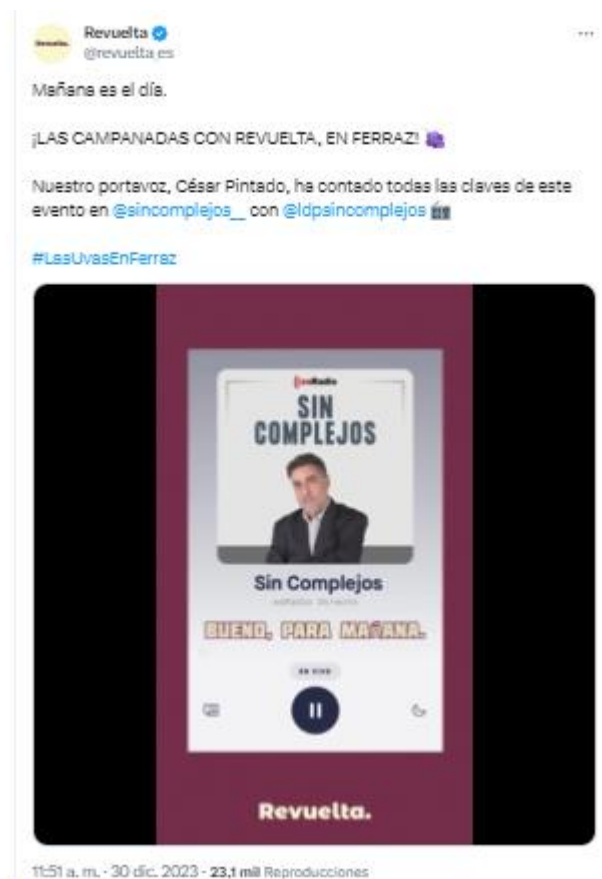 Revuelta.
Revuelta
@revuelta_es
Mañana es el día.
¡LAS CAMPANADAS CON REVUELTA, EN FERRAZ!
Nuestro portavoz, César Pintado, ha contado todas las claves de este
evento en @sincomplejos__ con @ldpsincomplejos
#LasUvasEnFerraz
esRadio
SIN
COMPLEJOS
Sin Complejos
BUENO, PARA MAÑANA.
EN VIVO
Revuelta.
11:51 a. m. · 30 dic. 2023 · 23,1 mil Reproducciones